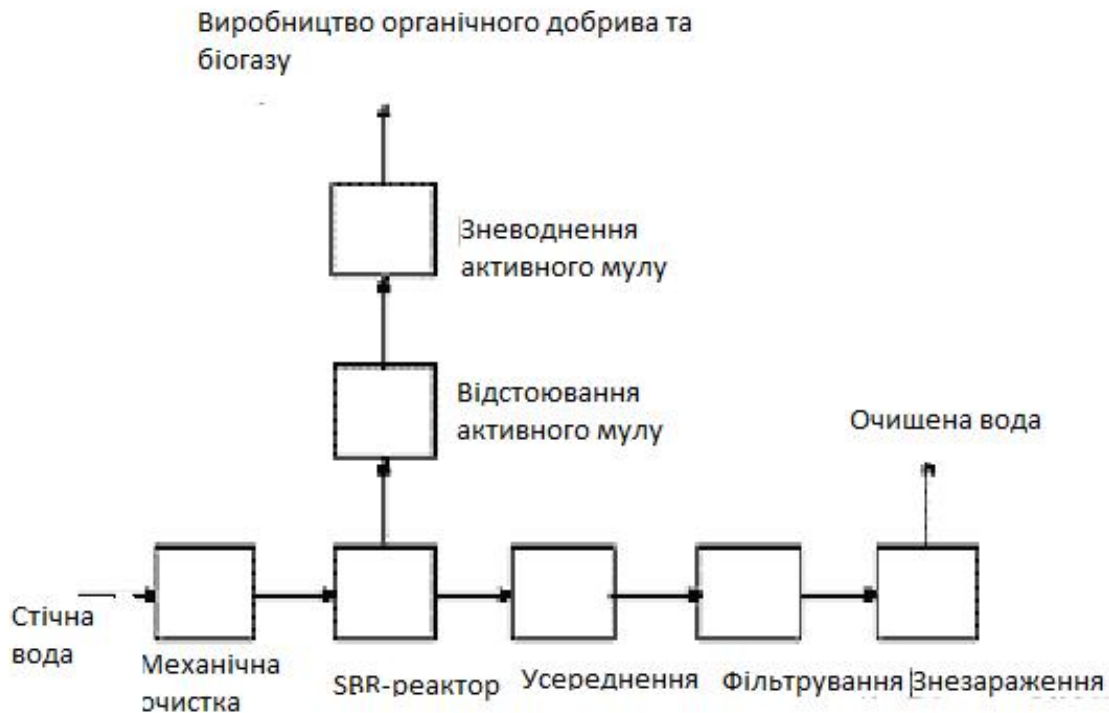 Виробництво органічного добрива та
біогазу
Зневоднення
активного мулу
Відстоювання
активного мулу
Очищена вода
Стічна
вода
Механічна
очистка
SBR-реактор
Усереднення
Фільтрування
Знезараження